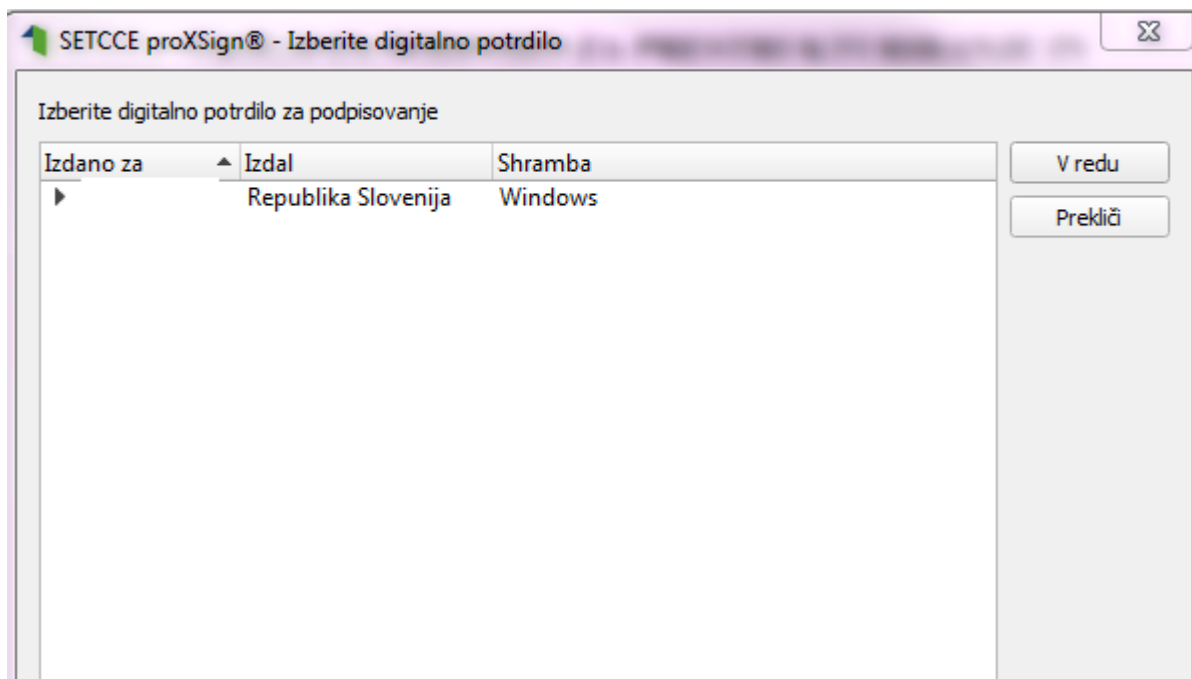 SETCCE proXSign® - Izberite digitalno potrdilo
Izberite digitalno potrdilo za podpisovanje
Izdano za Izdal Shramba
V redu
Republika Slovenija Windows
Prekliči